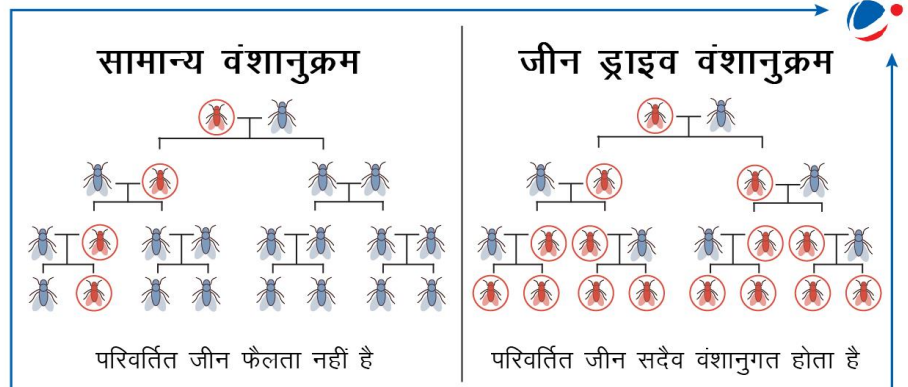 सामान्य वंशानुक्रम
जीन ड्राइव वंशानुक्रम
परिवर्तित जीन फैलता नहीं है
परिवर्तित जीन सदैव वंशानुगत होता है